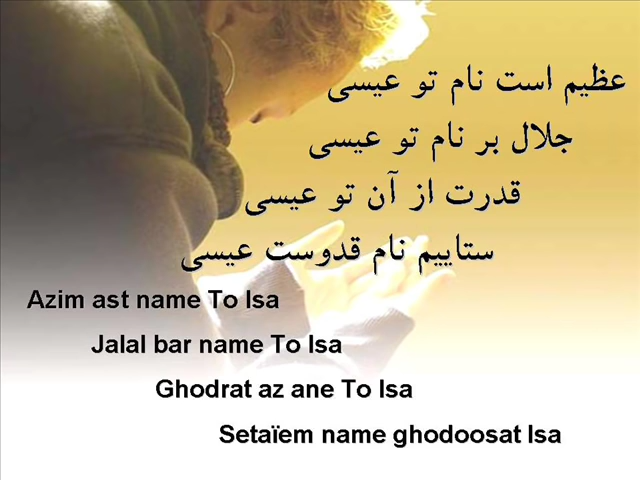 عظیم است نام تو عیسی
جلال بر نام تو عیسی
قدرت از آن تو عیسی
ستاییم نام قدوست عیسی
Azim ast name To Isa
Jalal bar name To Isa
Ghodrat az ane To Isa
Setaïem name ghodoosat Isa